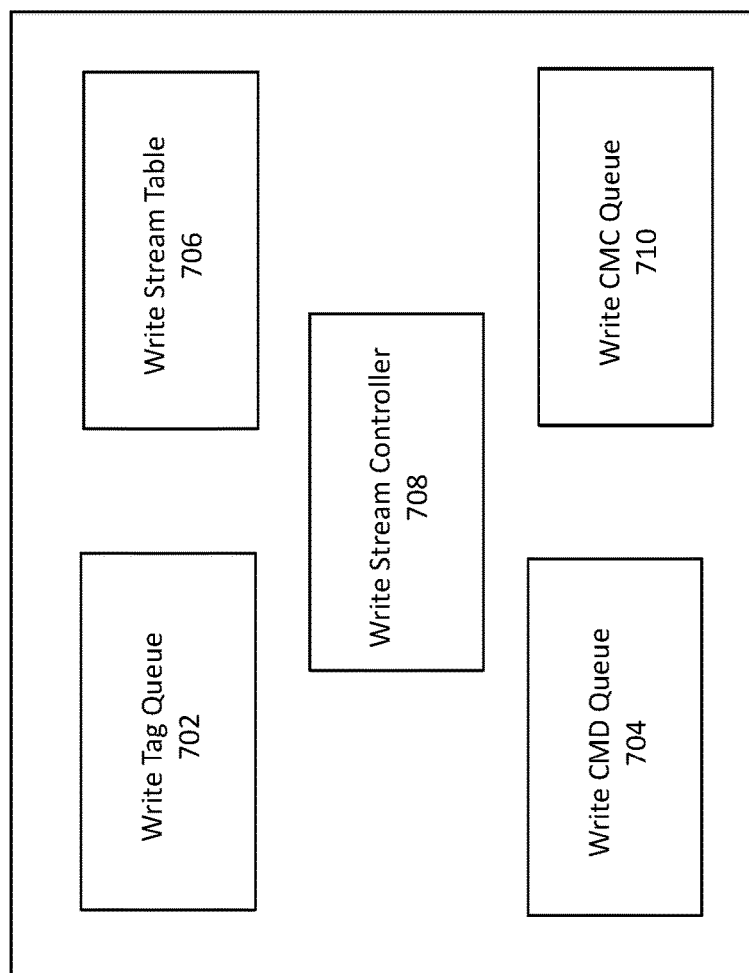 Write Tag Queue
702
Write Stream Table
706
Write Stream Controller
708
Write CMD Queue
704
Write CMC Queue
710